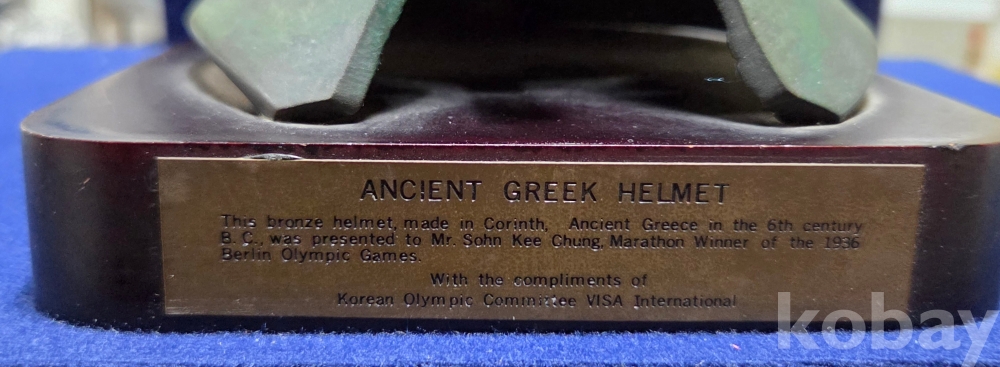 ANCIENT GREEK HELMET
This bronze helmet, made in Corinth, Ancient Greece in the 6th century
B. C., was presented to Mr. Sohn Kee Chung, Marathon Winner of the 1936
Berlin Olympic Games.
With the compliments of
Korean Olympic Committee VISA International
kobay